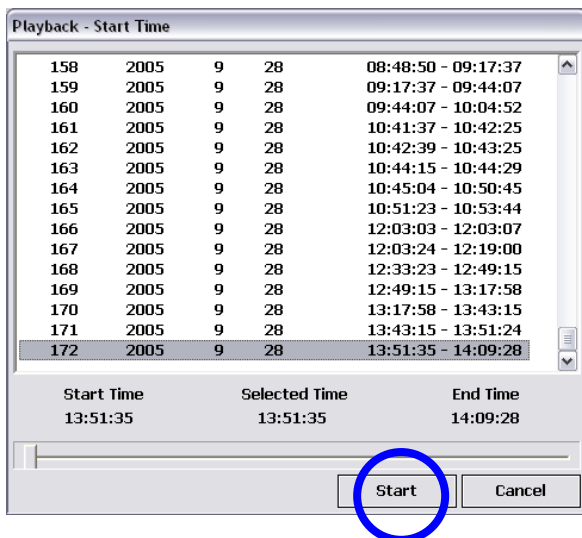 Playback - Start Time
158 2005 9 28 08:48:50 - 09:17:37
159 2005 9 28 09:17:37 - 09:44:07
160 2005 9 28 09:44:07 - 10:04:52
161 2005 9 28 10:41:37 - 10:42:25
162 2005 9 28 10:42:39 - 10:43:25
163 2005 9 28 10:44:15 - 10:44:29
164 2005 9 28 10:45:04 - 10:50:45
165 2005 9 28 10:51:23 - 10:53:44
166 2005 9 28 12:03:03 - 12:03:07
167 2005 9 28 12:03:24 - 12:19:00
168 2005 9 28 12:33:23 - 12:49:15
169 2005 9 28 12:49:15 - 13:17:58
170 2005 9 28 13:17:58 - 13:43:15
171 2005 9 28 13:43:15 - 13:51:24
172 2005 9 28 13:51:35 - 14:09:28
Start Time Selected Time End Time
13:51:35 13:51:35 14:09:28
Start Cancel